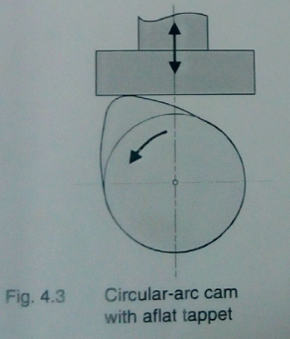 Fig. 4.3 Circular-arc cam
with aflat tappet